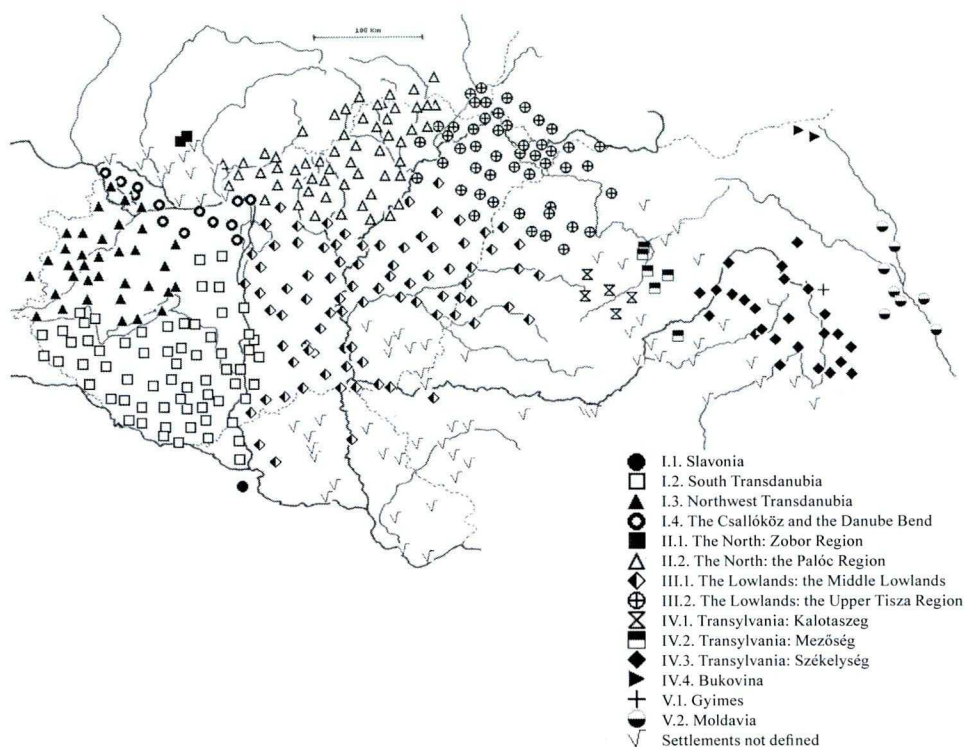 100 Km
I.1. Slavonia
I.2. South Transdanubia
I.3. Northwest Transdanubia
I.4. The Csallóköz and the Danube Bend
II.1. The North: Zobor Region
II.2. The North: the Palóc Region
III.1. The Lowlands: the Middle Lowlands
III.2. The Lowlands: the Upper Tisza Region
IV.1. Transylvania: Kalotaszeg
IV.2. Transylvania: Mezőség
IV.3. Transylvania: Székelység
IV.4. Bukovina
V.1. Gyimes
V.2. Moldavia
Settlements not defined